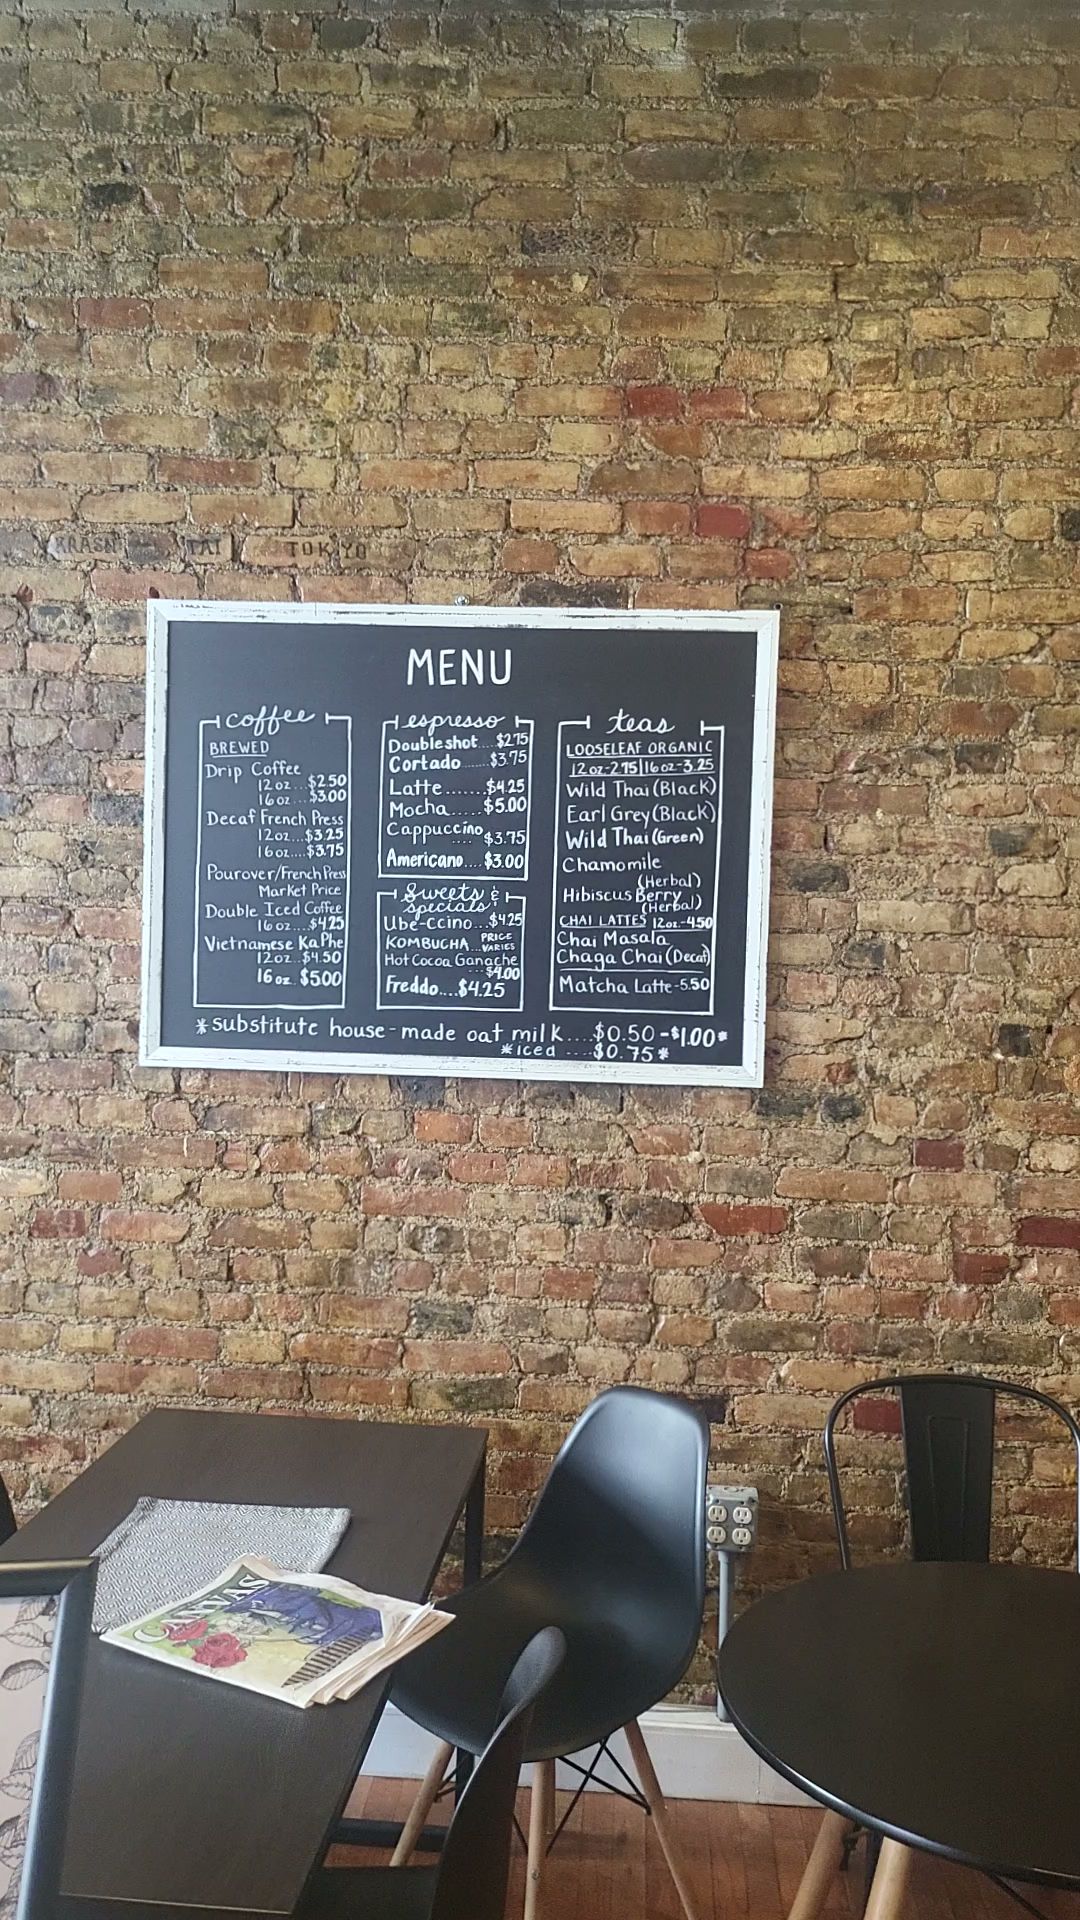 TAI TOKYO
MENU
coffee
BREWED
Drip Coffee
12oz...$2.50
16oz...$3.00
Decaf French Press
12oz...$3.25
16oz....$3.75
Pourover/French Press
Market Price
Double Iced Coffee
16oz....$4.25
Vietnamese Ka Phe
12oz..$4.50
16oz..$5.00
espresso
Doubleshot....$2.75
Cortado.......$3.75
Latte.......$4.25
Mocha.....$5.00
Cappuccino
....$3.75
Americano....$3.00
Sweets &
specials
Ube-ccino...$4.25
KOMBUCHA...PRICE
VARIES
Hot Cocoa Ganache
...$4.00
Freddo....$4.25
teas
LOOSELEAF ORGANIC
12oz-2.75|16oz-3.25
Wild Thai (Black)
Earl Grey (Black)
Wild Thai (Green)
Chamomile
(Herbal)
Hibiscus Berry
(Herbal)
CHAI LATTES 12oz.-4.50
Chai Masala
Chaga Chai (Decaf)
Matcha Latte-5.50
*substitute house-made oat milk....$0.50-$1.00*
*iced ....$0.75*
CANVAS